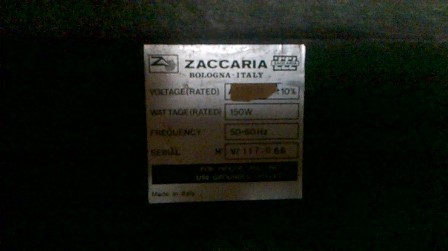 ZACCARIA
BOLOGNA-ITALY
VOLTAGE(RATED) ±10%
WATTAGE(RATED) 150W
FREQUENCY 50-60Hz
SERIAL N°
Made in Italy